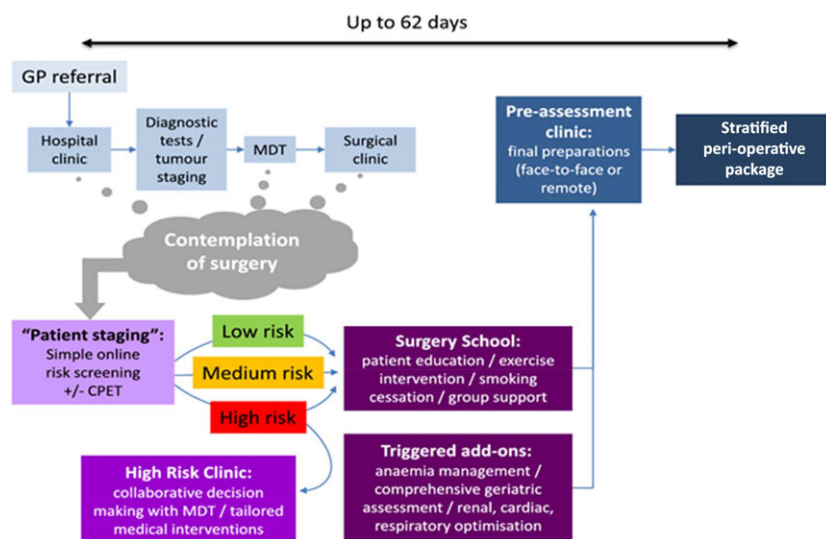 Up to 62 days
GP referral
Hospital
clinic
Diagnostic
tests /
tumour
staging
MDT
Surgical
clinic
Pre-assessment
clinic:
final preparations
(face-to-face or
remote)
Stratified
peri-operative
package
Contemplation
of surgery
"Patient staging":
Simple online
risk screening
+/- CPET
Low risk
Medium risk
High risk
Surgery School:
patient education / exercise
intervention / smoking
cessation / group support
High Risk Clinic:
collaborative decision
making with MDT / tailored
medical interventions
Triggered add-ons:
anaemia management /
comprehensive geriatric
assessment / renal, cardiac,
respiratory optimisation